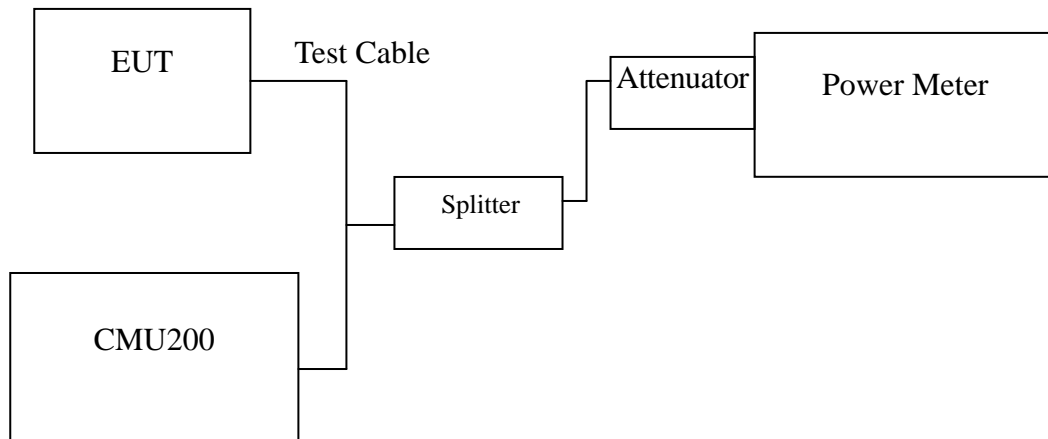 EUT
Test Cable
Attenuator
Power Meter
Splitter
CMU200